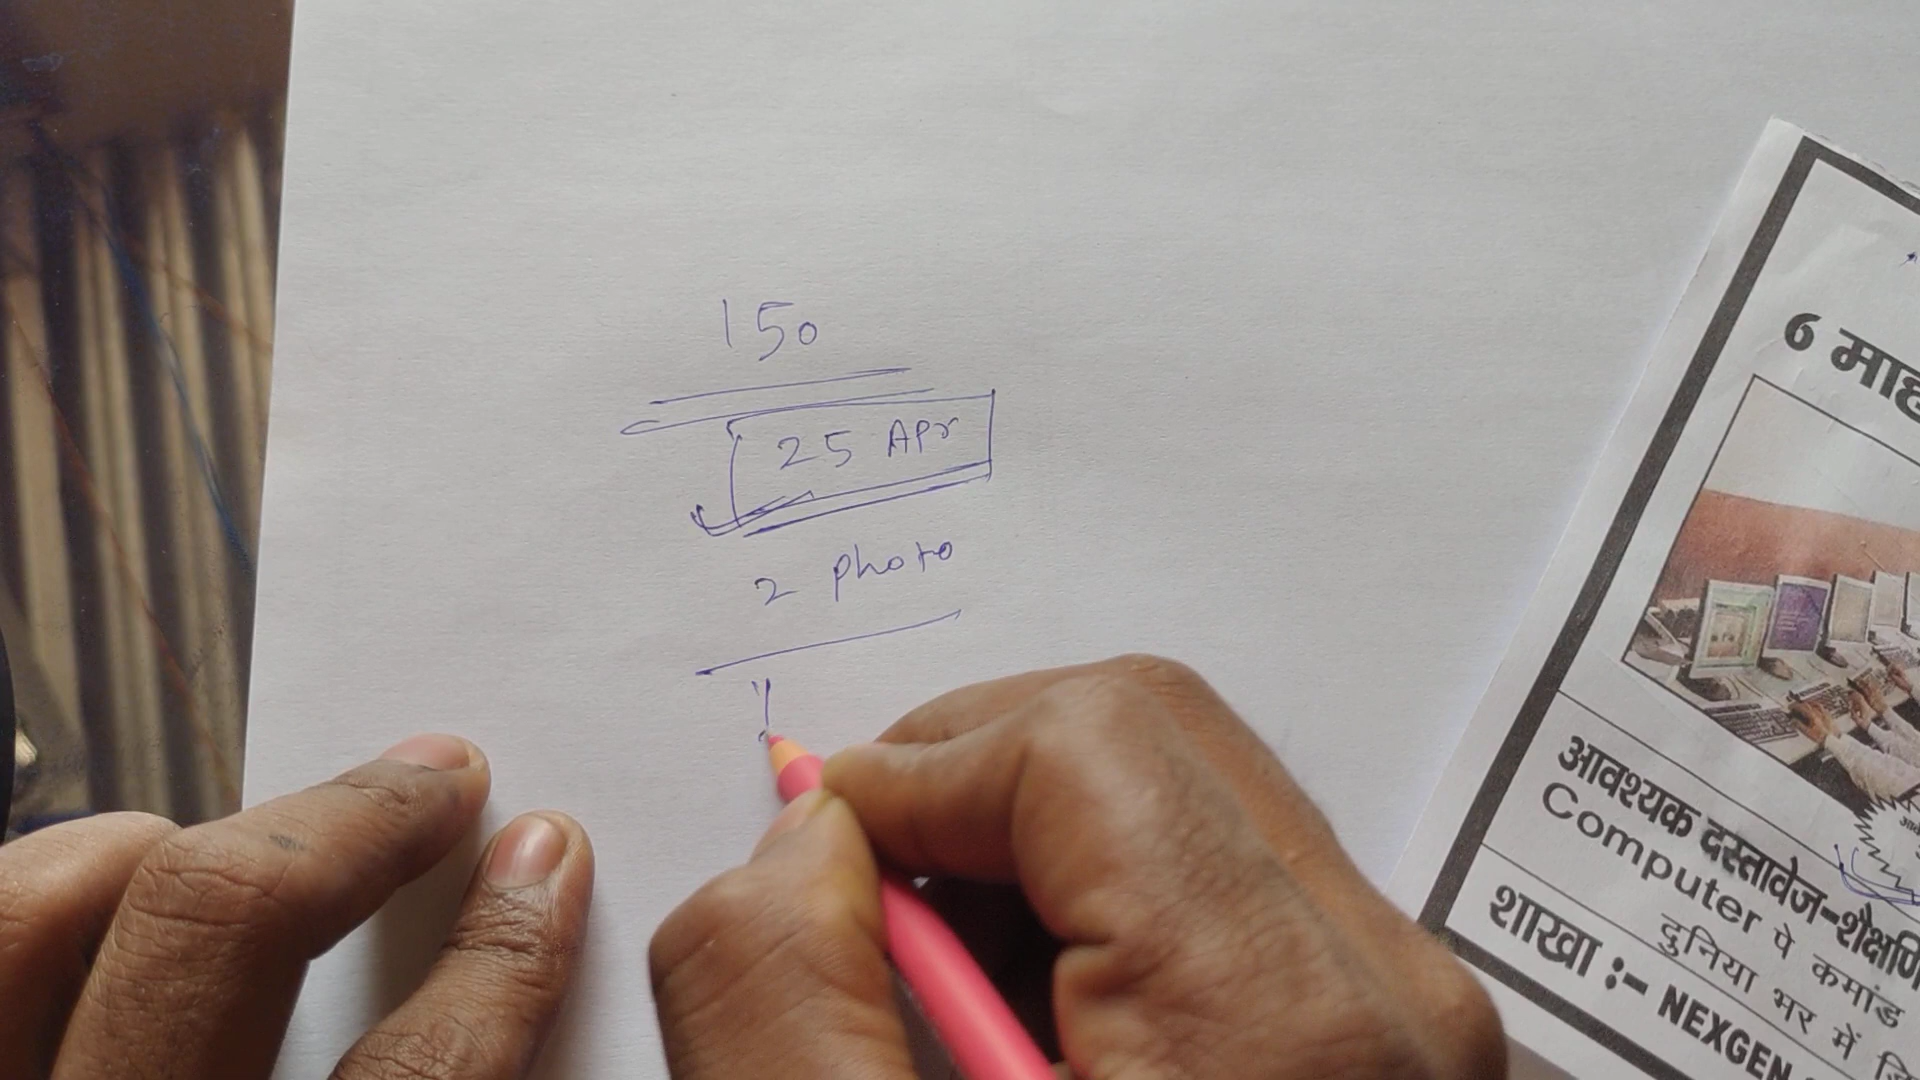 150
25 Apr
2 photo
6 माह
आवश्यक दस्तावेज-शैक्षणि
Computer पे कमांड
दुनिया भर में
शाखा :- NEXGEN